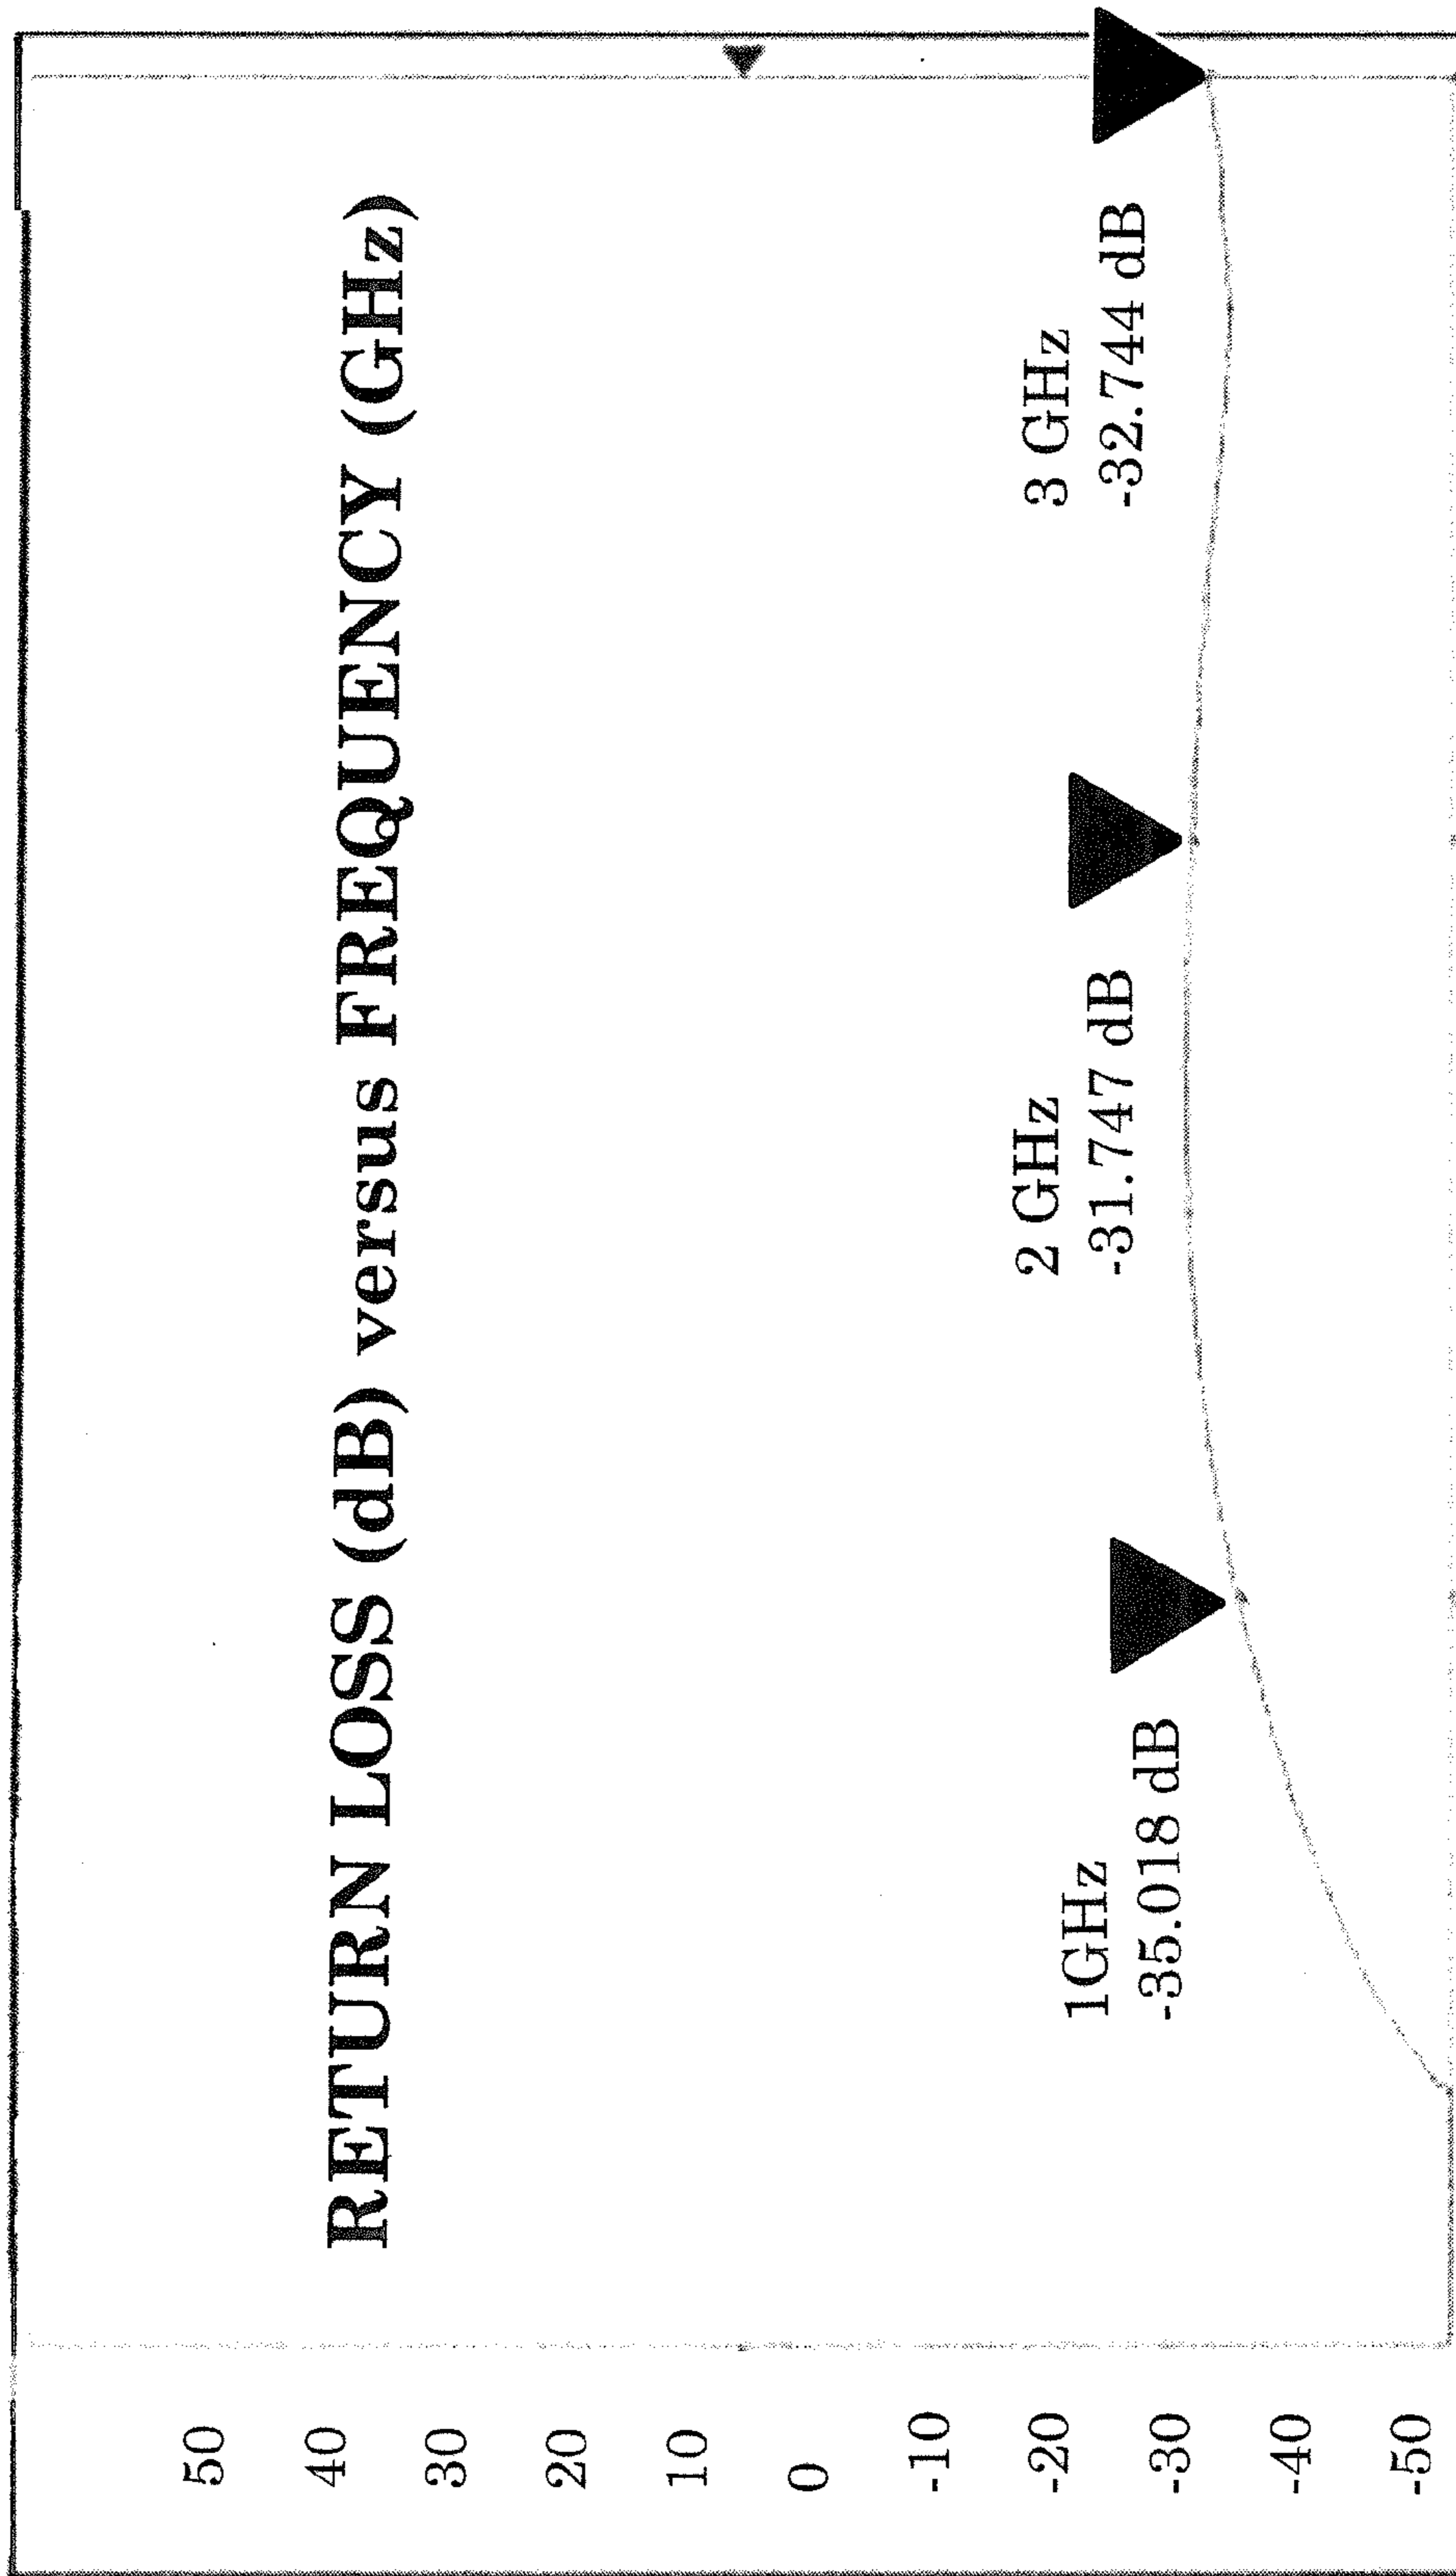 RETURN LOSS (dB) versus FREQUENCY (GHz)
50
40
30
20
10
0
-10
-20
-30
-40
-50
1GHz
-35.018 dB
2 GHz
-31.747 dB
3 GHz
-32.744 dB